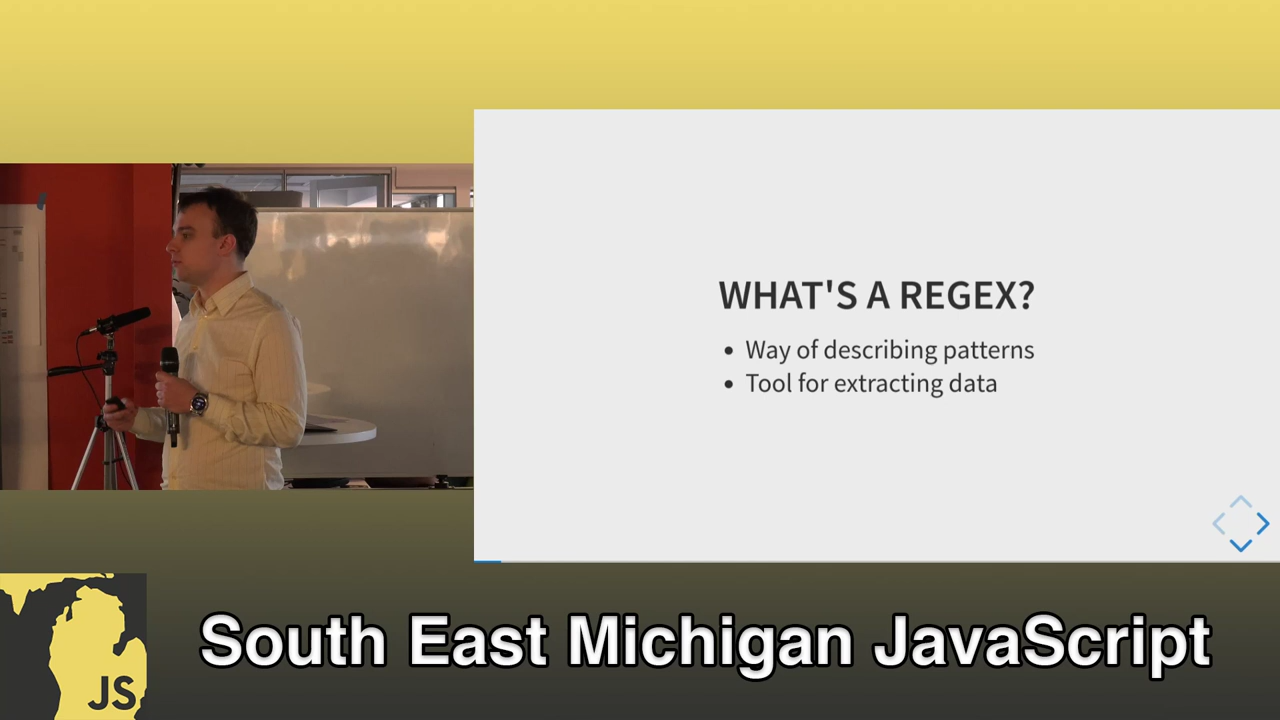 WHAT'S A REGEX?
Way of describing patterns
Tool for extracting data
JS
South East Michigan JavaScript